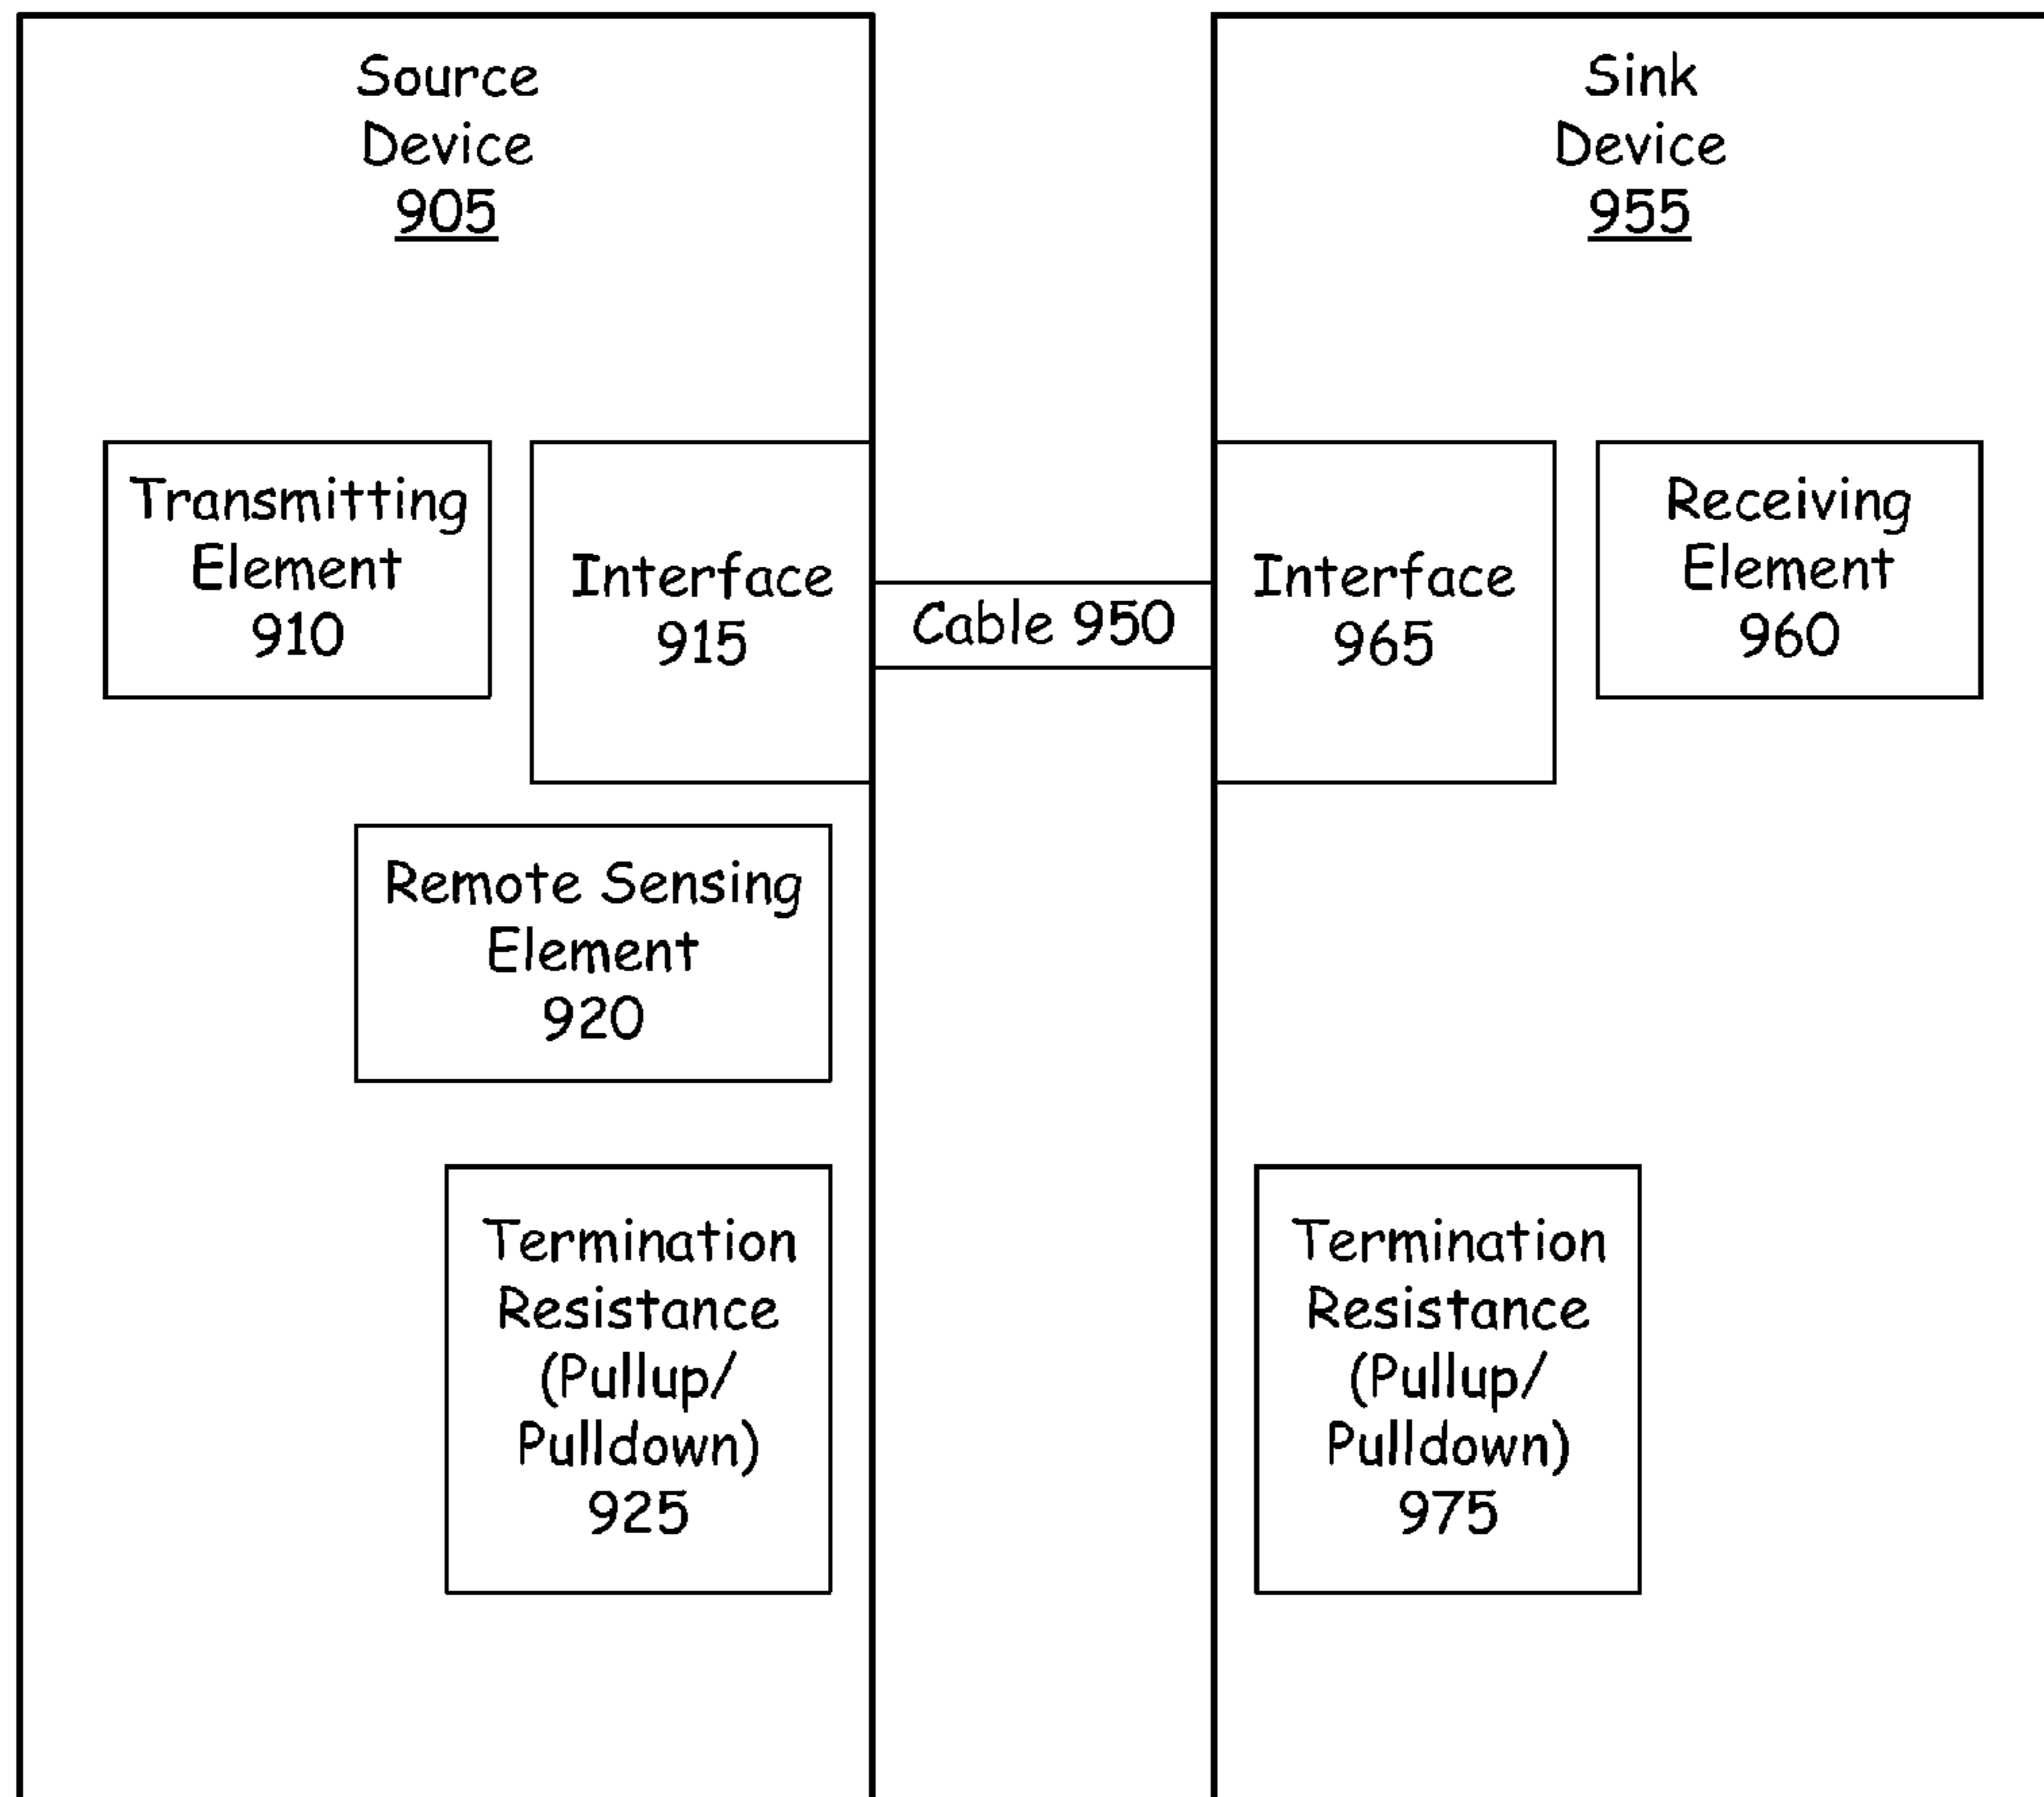 Source
Device
905
Transmitting
Element
910
Interface
915
Remote Sensing
Element
920
Termination
Resistance
(Pullup/
Pulldown)
925
Cable 950
Sink
Device
955
Interface
965
Receiving
Element
960
Termination
Resistance
(Pullup/
Pulldown)
975